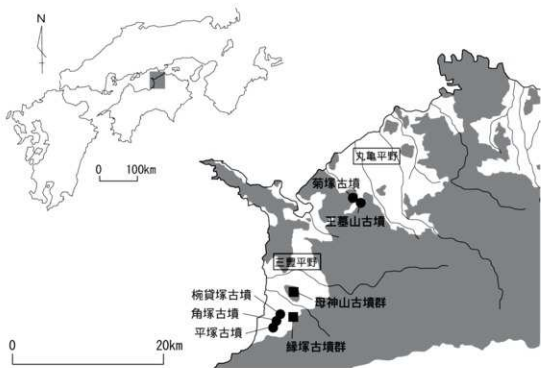 N
0 100km
丸亀平野
菊塚古墳
王墓山古墳
三豊平野
母神山古墳群
椀貸塚古墳
角塚古墳
平塚古墳
縁塚古墳群
0 20km